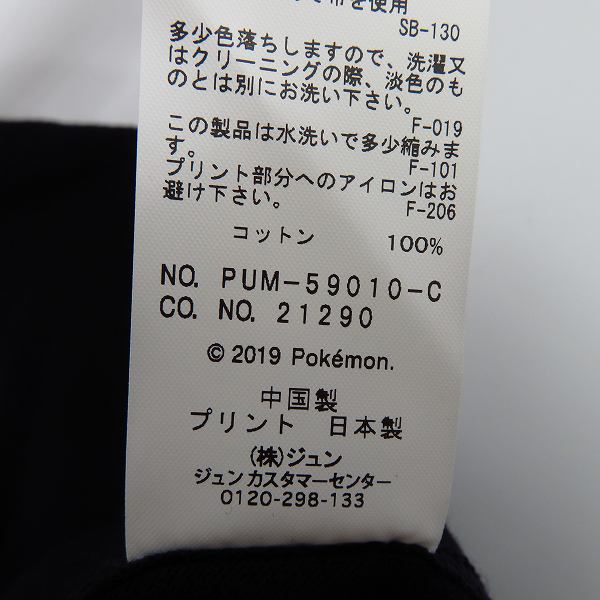 て布を使用
SB-130
多少色落ちしますので、洗濯又
はクリーニングの際、淡色のも
のとは別にお洗い下さい。
F-019
この製品は水洗いで多少縮みま
す。
F-101
プリント部分へのアイロンはお
避け下さい。
F-206
コットン 100%
NO. PUM-59010-C
CO. NO. 21290
© 2019 Pokémon.
中国製
プリント 日本製
(株)ジュン
ジュンカスタマーセンター
0120-298-133